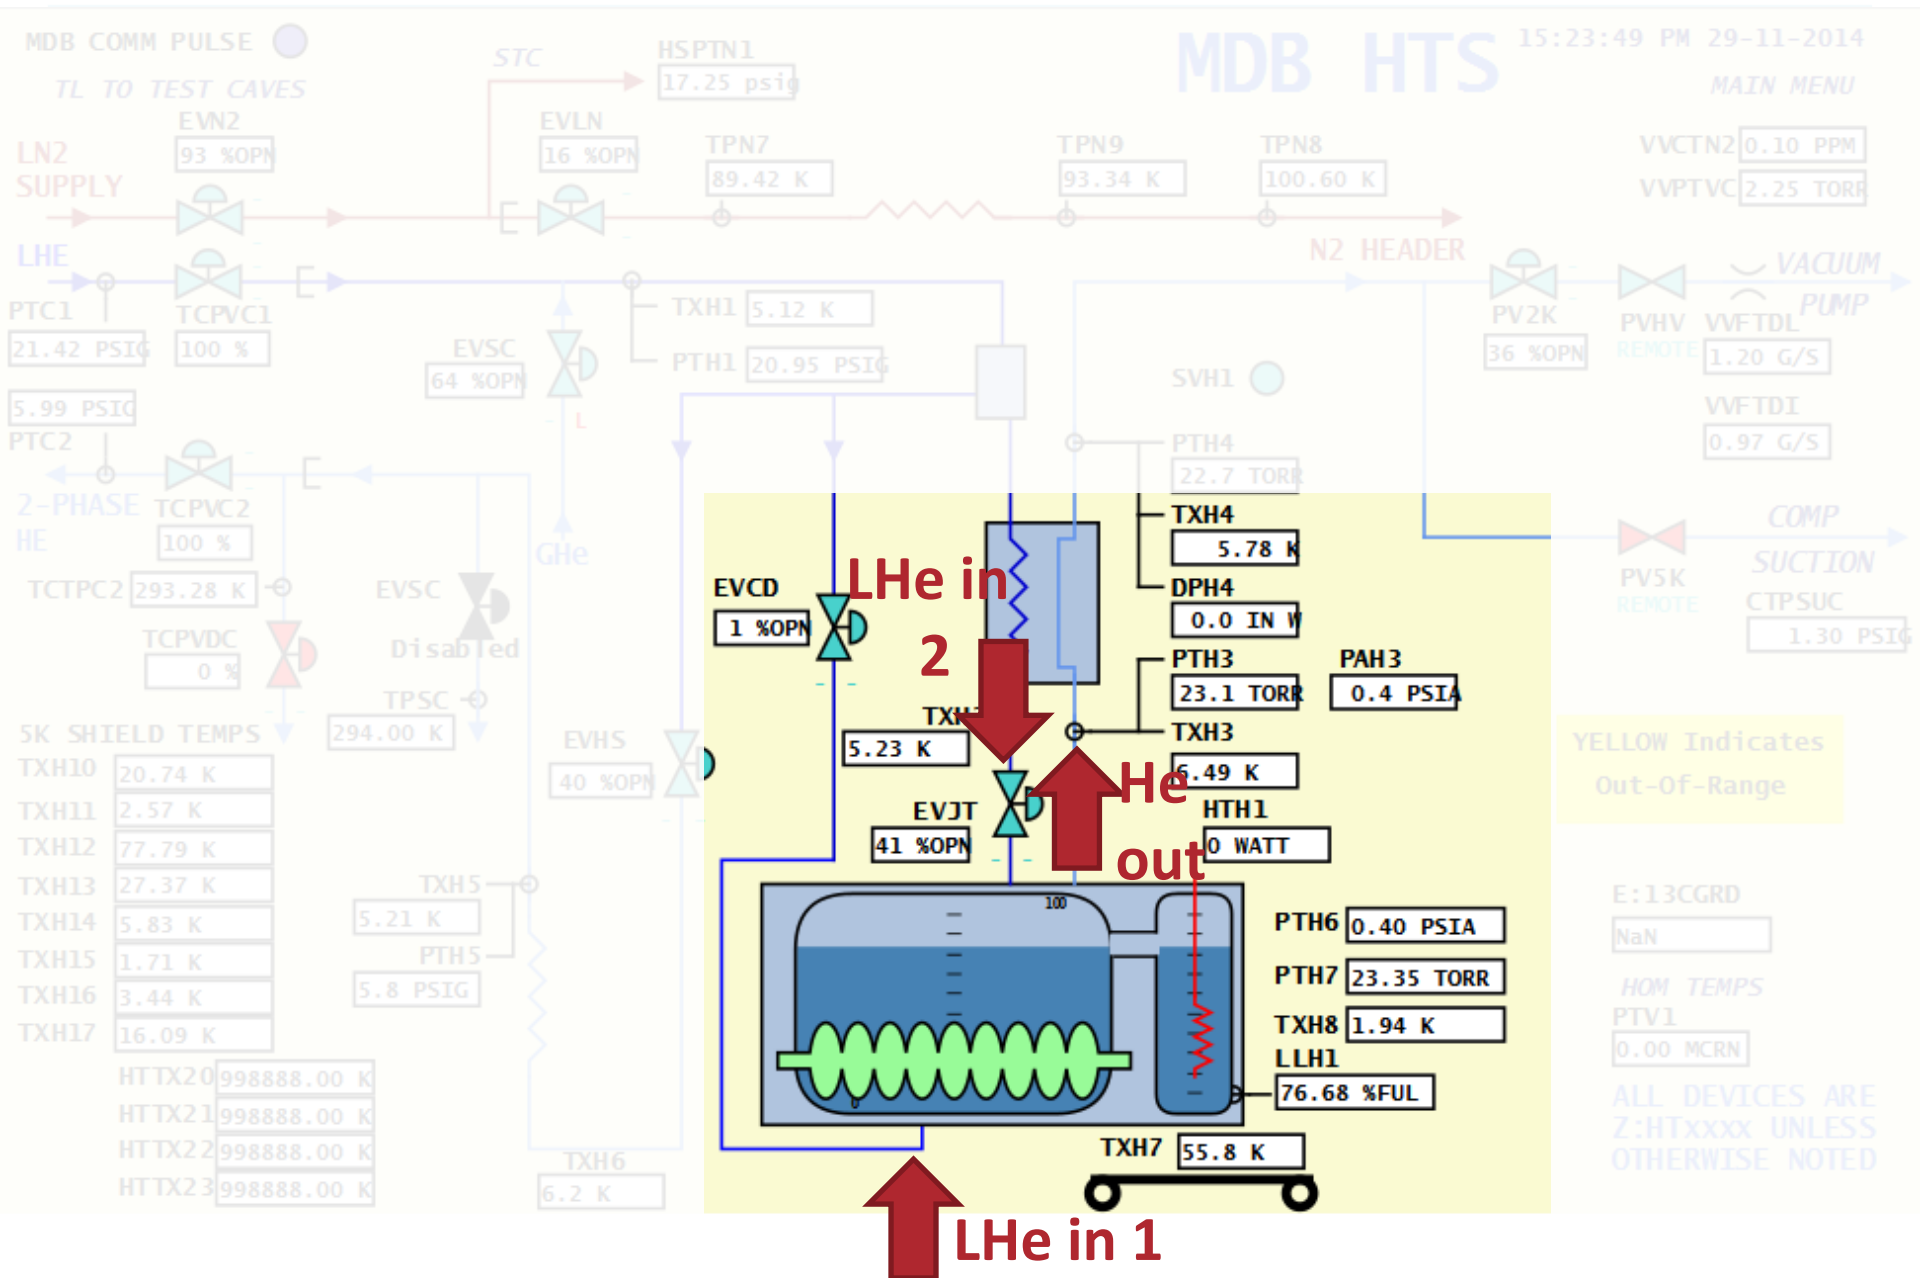 MDB COMM PULSE
TL TO TEST CAVES
STC
HSPTN1
17.25 psig
MDB HTS
15:23:49 PM 29-11-2014
MAIN MENU
EVN2
93 %OPN
EVLN
16 %OPN
TPN7
89.42 K
TPN9
93.34 K
TPN8
100.60 K
VVCTN2 0.10 PPM
VVPTVC 2.25 TORR
LN2
SUPPLY
N2 HEADER
LHE
PTC1
21.42 PSIG
TCPVC1
100 %
TXH1 5.12 K
PTH1 20.95 PSIG
EVSC
64 %OPN
L
5.99 PSIG
PTC2
VACUUM
PUMP
PV2K
36 %OPN
PVHV
REMOTE
VVFTDL
1.20 G/S
VVFTDI
0.97 G/S
SVH1
PTH4
22.7 TORR
2-PHASE
HE
TCPVC2
100 %
GHe
TCTPC2 293.28 K
EVSC
Disabled
TCPVDC
0 %
TPSC
294.00 K
TXH4
5.78 K
DPH4
0.0 IN W
PTH3
23.1 TORR
PAH3
0.4 PSIA
TXH3
6.49 K
COMP
SUCTION
PV5K
REMOTE
CTPSUC
1.30 PSIG
EVCD
1 %OPN
LHe in
2
5.23 K
EVJT
41 %OPN
He
out
HTH1
0 WATT
EVHS
40 %OPN
YELLOW Indicates
Out-Of-Range
5K SHIELD TEMPS
TXH10 20.74 K
TXH11 2.57 K
TXH12 77.79 K
TXH13 27.37 K
TXH14 5.83 K
TXH15 1.71 K
TXH16 3.44 K
TXH17 16.09 K
HTTX20 998888.00 K
HTTX21 998888.00 K
HTTX22 998888.00 K
HTTX23 998888.00 K
TXH5
5.21 K
PTH5
5.8 PSIG
TXH6
6.2 K
100
0
PTH6 0.40 PSIA
PTH7 23.35 TORR
TXH8 1.94 K
LLH1
76.68 %FUL
TXH7 55.8 K
E:13CGRD
NaN
HOM TEMPS
PTV1
0.00 MCRN
ALL DEVICES ARE
Z:HTxxxx UNLESS
OTHERWISE NOTED
LHe in 1